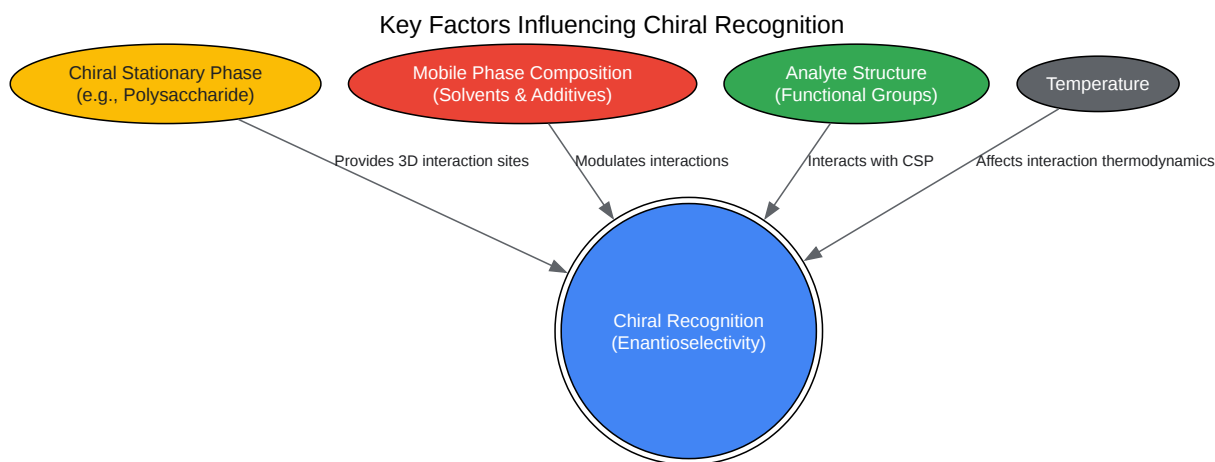 Key Factors Influencing Chiral Recognition
Chiral Stationary Phase
(e.g., Polysaccharide)
Mobile Phase Composition
(Solvents & Additives)
Analyte Structure
(Functional Groups)
Temperature
Provides 3D interaction sites
Modulates interactions
Interacts with CSP
Affects interaction thermodynamics
Chiral Recognition
(Enantioselectivity)